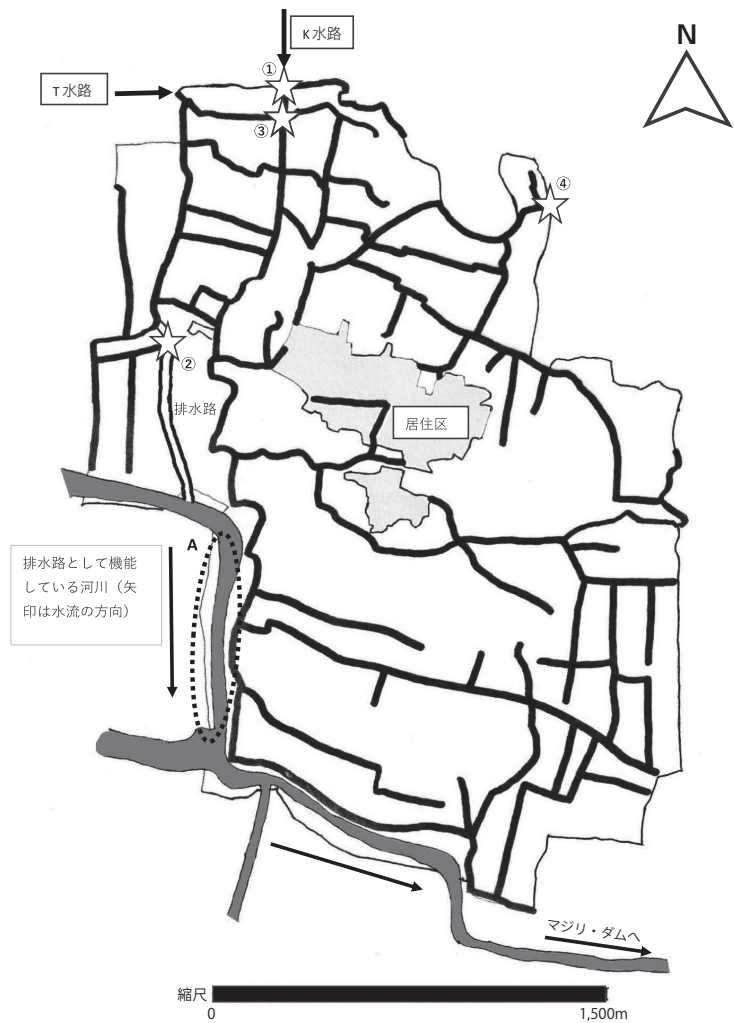 K水路
N
①
T水路
③
④
②
排水路
居住区
A
排水路として機能
している河川（矢
印は水流の方向）
マジリ・ダムへ
縮尺
0
1,500m